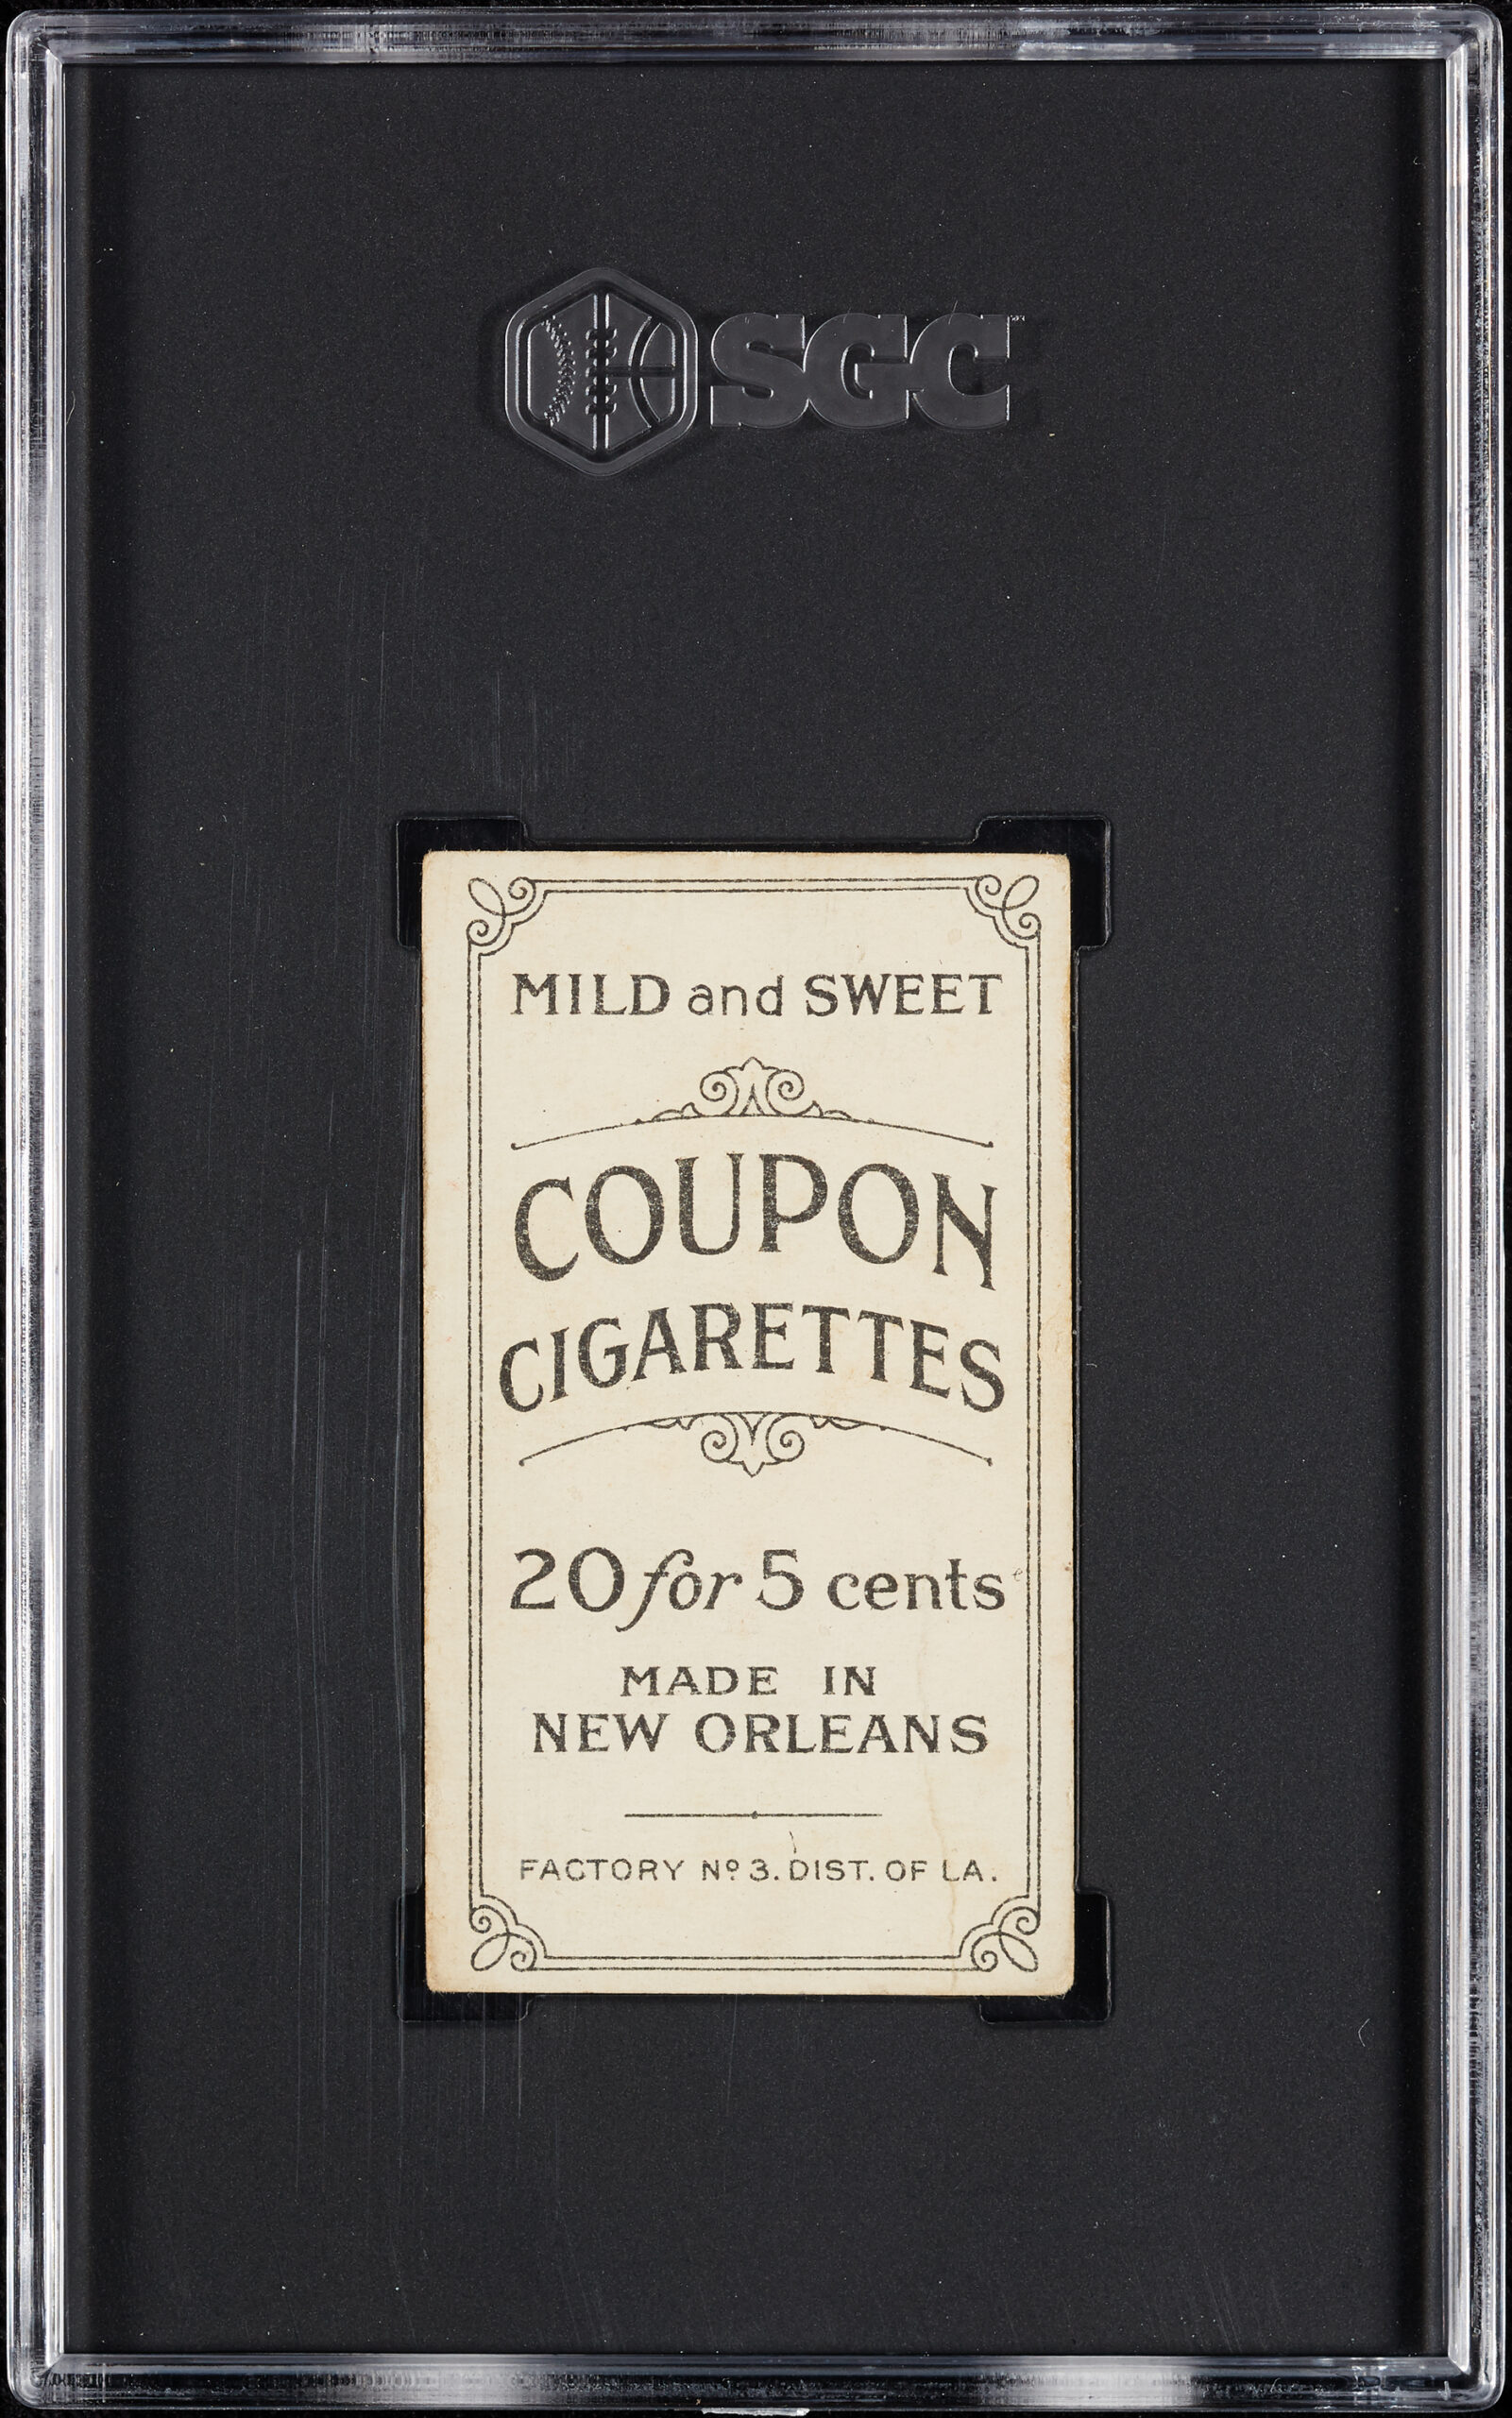 SGC
MILD and SWEET
COUPON
CIGARETTES
20 for 5 cents
MADE IN
NEW ORLEANS
FACTORY Nº 3. DIST. OF LA.